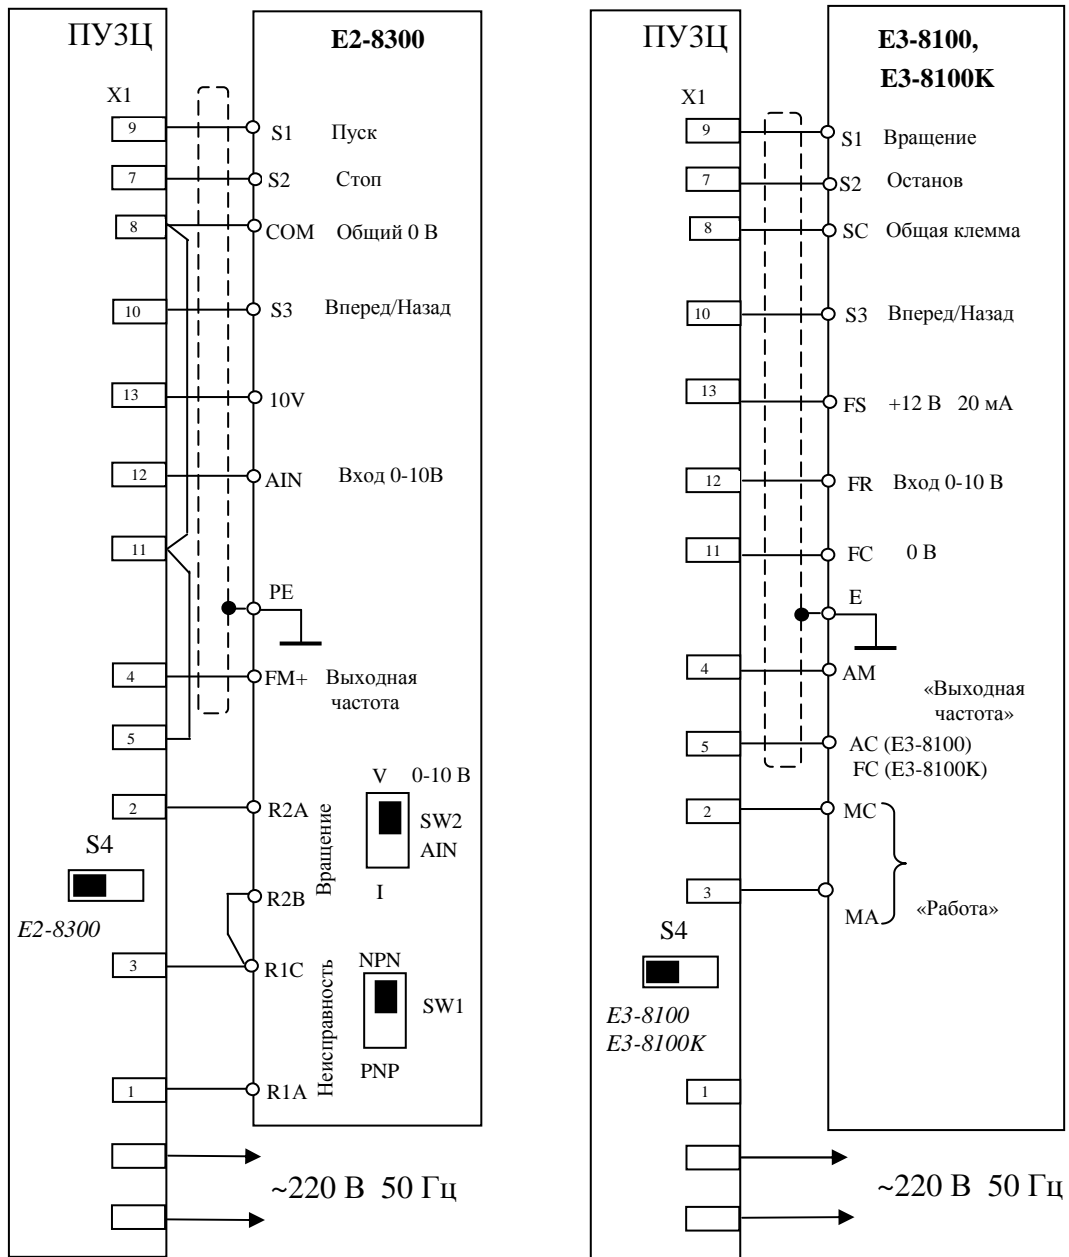 ПУЗЦ
E2-8300
X1
9
S1 Пуск
7
S2 Стоп
8
COM Общий 0 В
10
S3 Вперед/Назад
13
10V
12
AIN Вход 0-10В
11
PE
4
FM+ Выходная
частота
5
V 0-10 В
2
R2A
Вращение
SW2
AIN
S4
I
R2B
E2-8300
3
R1C
NPN
Неисправность
SW1
PNP
1
R1A
~220 В 50 Гц
ПУЗЦ
E3-8100,
E3-8100K
X1
9
S1 Вращение
7
S2 Останов
8
SC Общая клемма
10
S3 Вперед/Назад
13
FS +12 В 20 мА
12
FR Вход 0-10 В
11
FC 0 В
E
4
AM
«Выходная
частота»
5
AC (E3-8100)
FC (E3-8100K)
2
MC
3
MA
«Работа»
S4
E3-8100
E3-8100K
1
~220 В 50 Гц